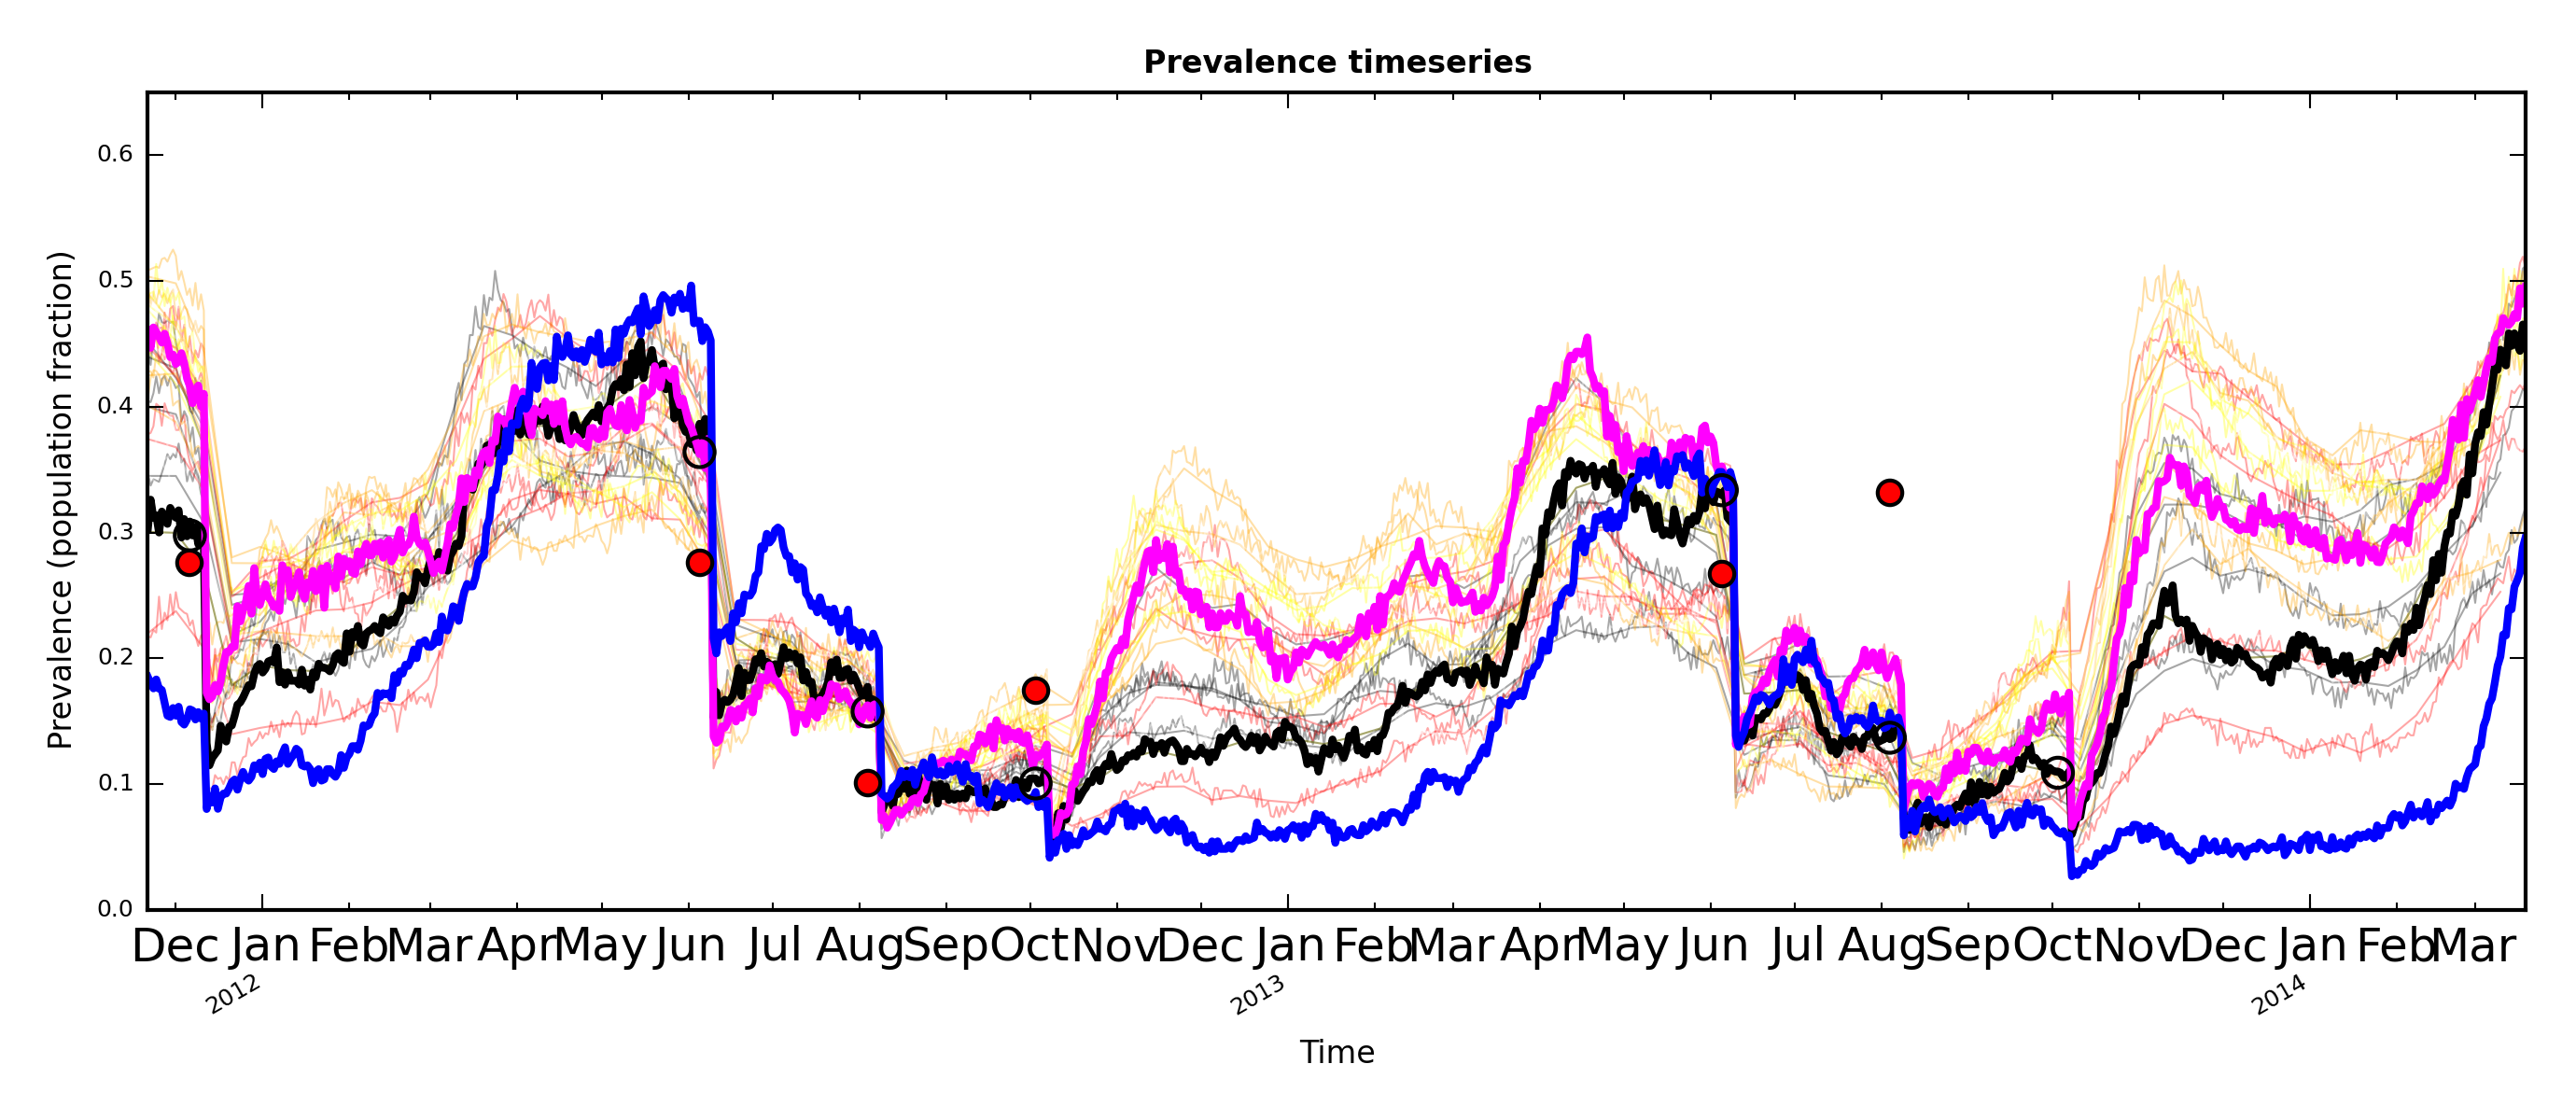 Prevalence timeseries
Prevalence (population fraction)
0.6
0.5
0.4
0.3
0.2
0.1
0.0
Dec Jan Feb Mar Apr May Jun Jul Aug Sep Oct Nov Dec Jan Feb Mar Apr May Jun Jul Aug Sep Oct Nov Dec Jan Feb Mar
2012 2013 2014
Time